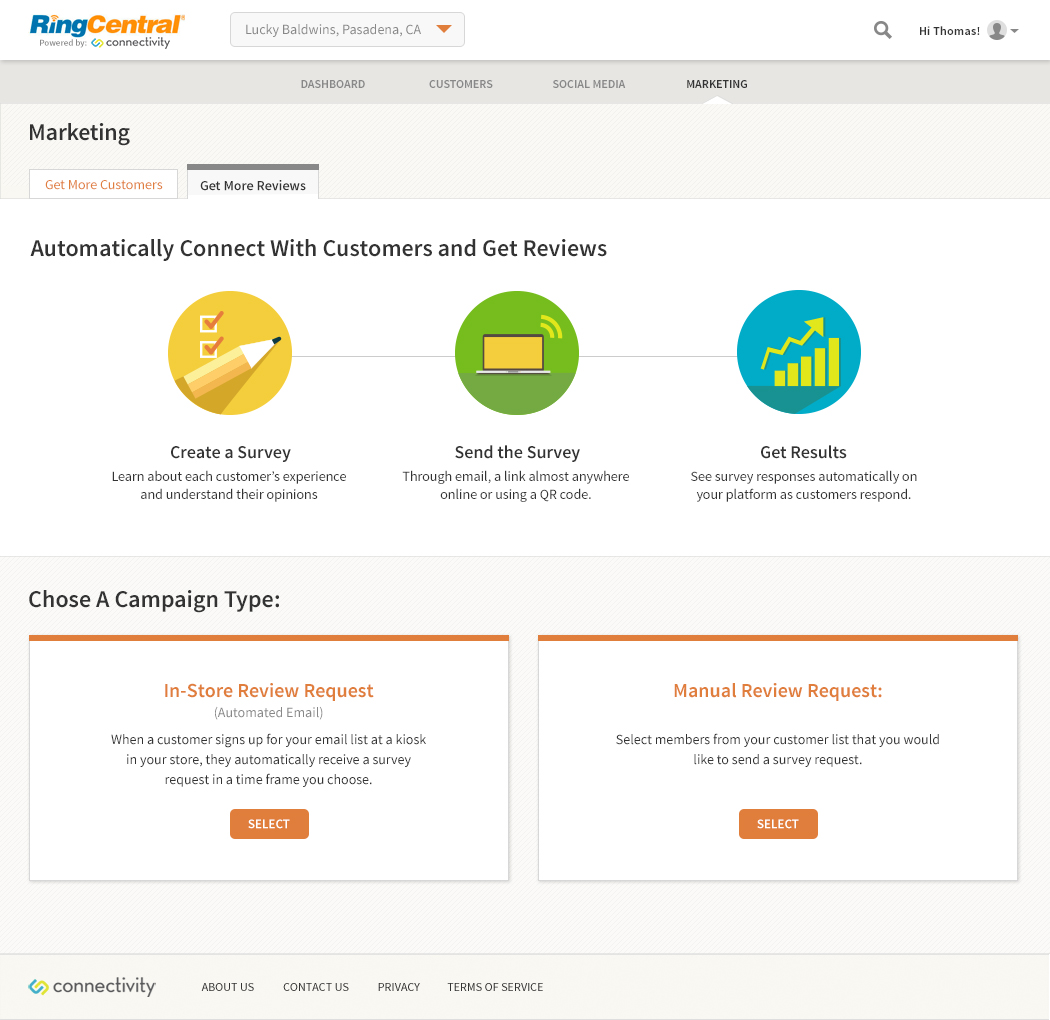 RingCentral®
Powered by: connectivity
Lucky Baldwins, Pasadena, CA
Hi Thomas!
DASHBOARD
CUSTOMERS
SOCIAL MEDIA
MARKETING
Marketing
Get More Customers
Get More Reviews
Automatically Connect With Customers and Get Reviews
Create a Survey
Learn about each customer's experience
and understand their opinions
Send the Survey
Through email, a link almost anywhere
online or using a QR code.
Get Results
See survey responses automatically on
your platform as customers respond.
Chose A Campaign Type:
In-Store Review Request
(Automated Email)
When a customer signs up for your email list at a kiosk
in your store, they automatically receive a survey
request in a time frame you choose.
SELECT
Manual Review Request:
Select members from your customer list that you would
like to send a survey request.
SELECT
connectivity
ABOUT US
CONTACT US
PRIVACY
TERMS OF SERVICE